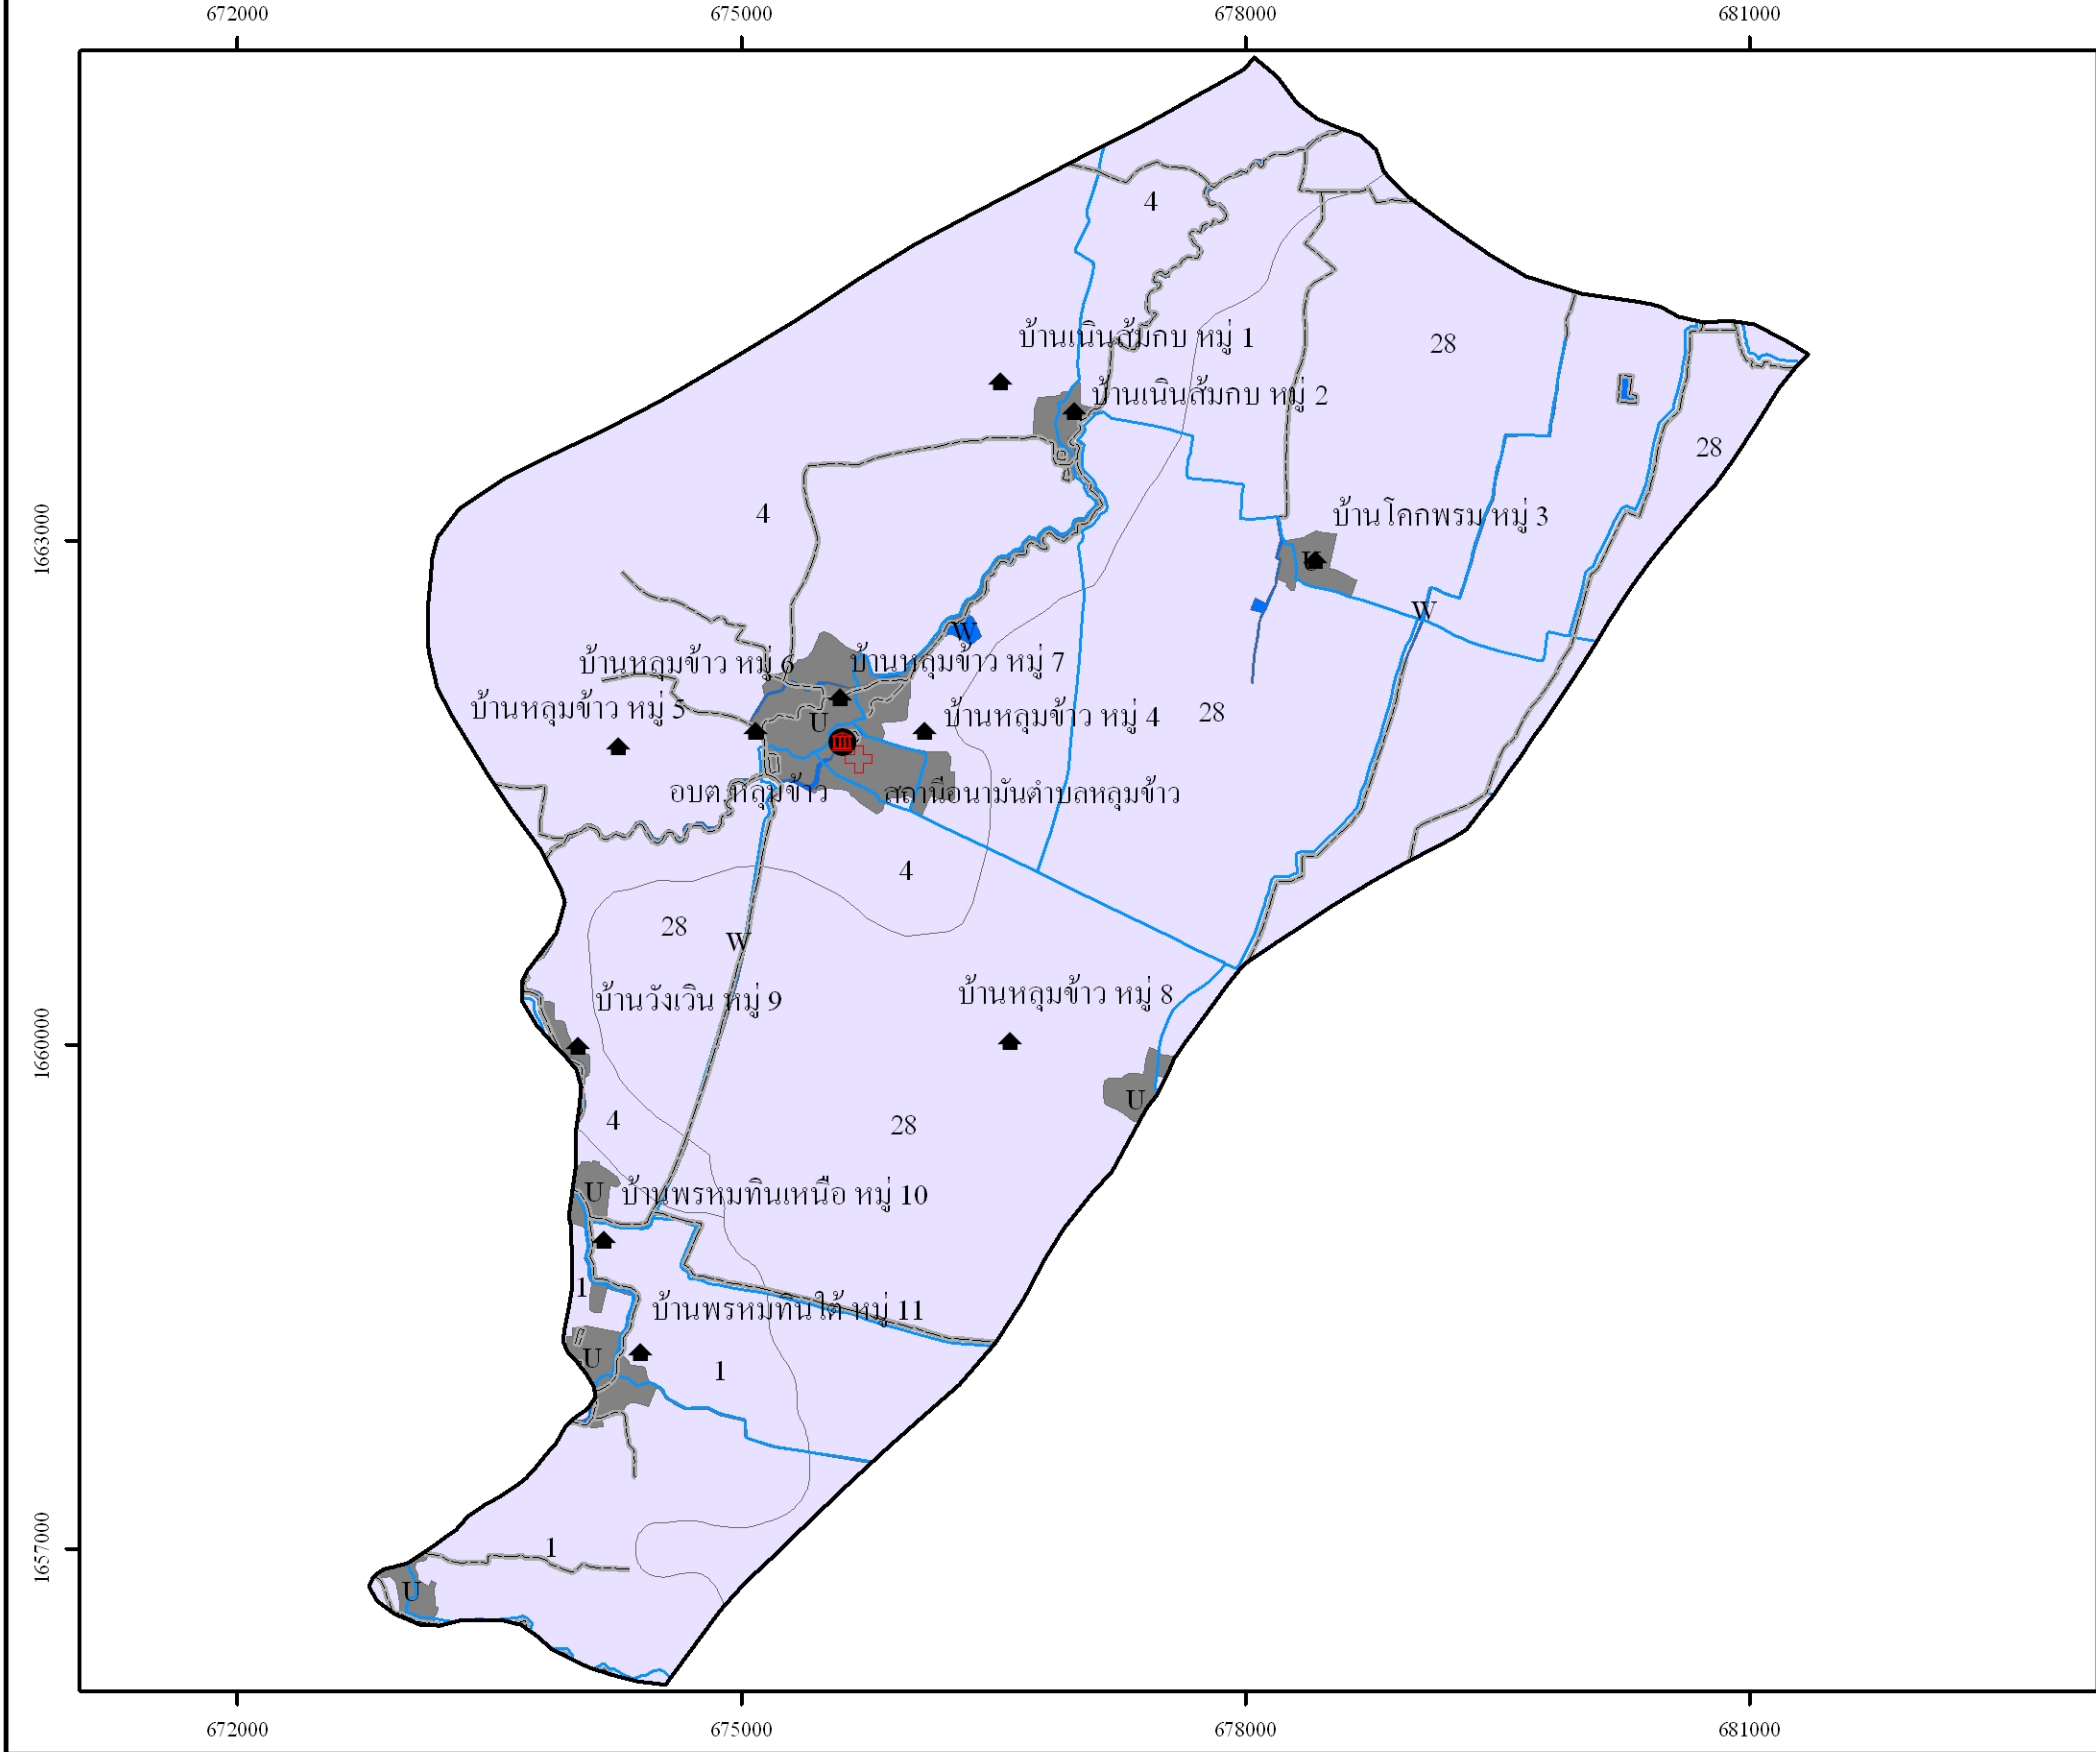 672000 675000 678000 681000
4
บ้านเนินส้มกบ หมู่ 1
28
บ้านเนินส้มกบ หมู่ 2
28
4
บ้านโคกพรม หมู่ 3
1663000
U
W
W
บ้านหลุมข้าว หมู่ 6
บ้านหลุมข้าว หมู่ 7
บ้านหลุมข้าว หมู่ 5
U
บ้านหลุมข้าว หมู่ 4
28
อบต.หลุมข้าว
สถานีอนามันตำบลหลุมข้าว
4
28
W
บ้านวังเวิน หมู่ 9
บ้านหลุมข้าว หมู่ 8
1660000
U
4
28
U
บ้านพรหมทินเหนือ หมู่ 10
1
บ้านพรหมทินใต้ หมู่ 11
U
1
1657000
1
U
672000 675000 678000 681000